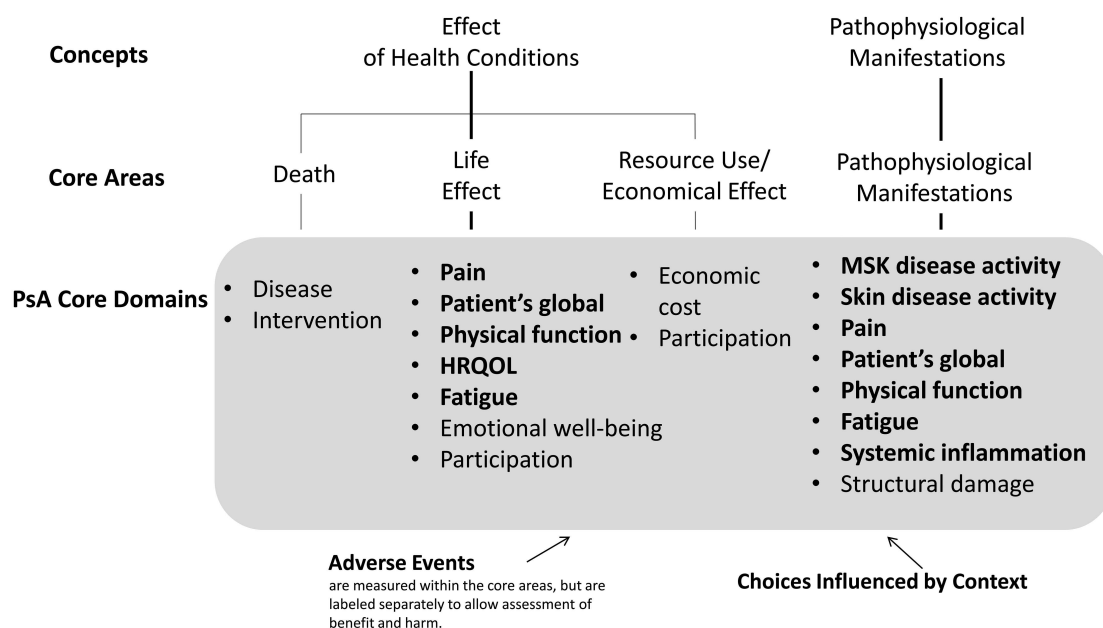 Concepts
Effect
of Health Conditions
Pathophysiological
Manifestations
Core Areas
Death
Life
Effect
Resource Use/
Economical Effect
Pathophysiological
Manifestations
PsA Core Domains
• Disease
• Intervention
• Pain
• Patient’s global
• Physical function
• HRQOL
• Fatigue
• Emotional well-being
• Participation
• Economic
cost
• Participation
• MSK disease activity
• Skin disease activity
• Pain
• Patient’s global
• Physical function
• Fatigue
• Systemic inflammation
• Structural damage
Adverse Events
are measured within the core areas, but are
labeled separately to allow assessment of
benefit and harm.
Choices Influenced by Context